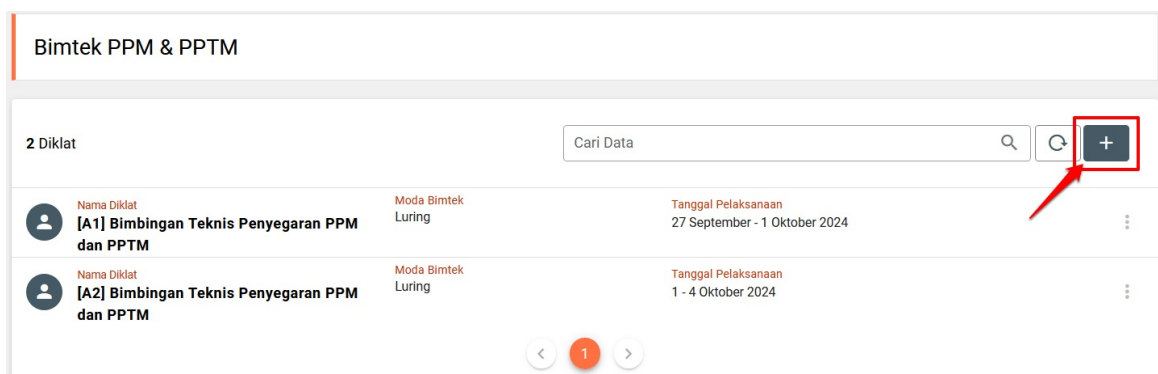 Bimtek PPM & PPTM
2 Diklat
Cari Data
Nama Diklat
[A1] Bimbingan Teknis Penyegaran PPM
dan PPTM
Moda Bimtek
Luring
Tanggal Pelaksanaan
27 September - 1 Oktober 2024
Nama Diklat
[A2] Bimbingan Teknis Penyegaran PPM
dan PPTM
Moda Bimtek
Luring
Tanggal Pelaksanaan
1 - 4 Oktober 2024
1